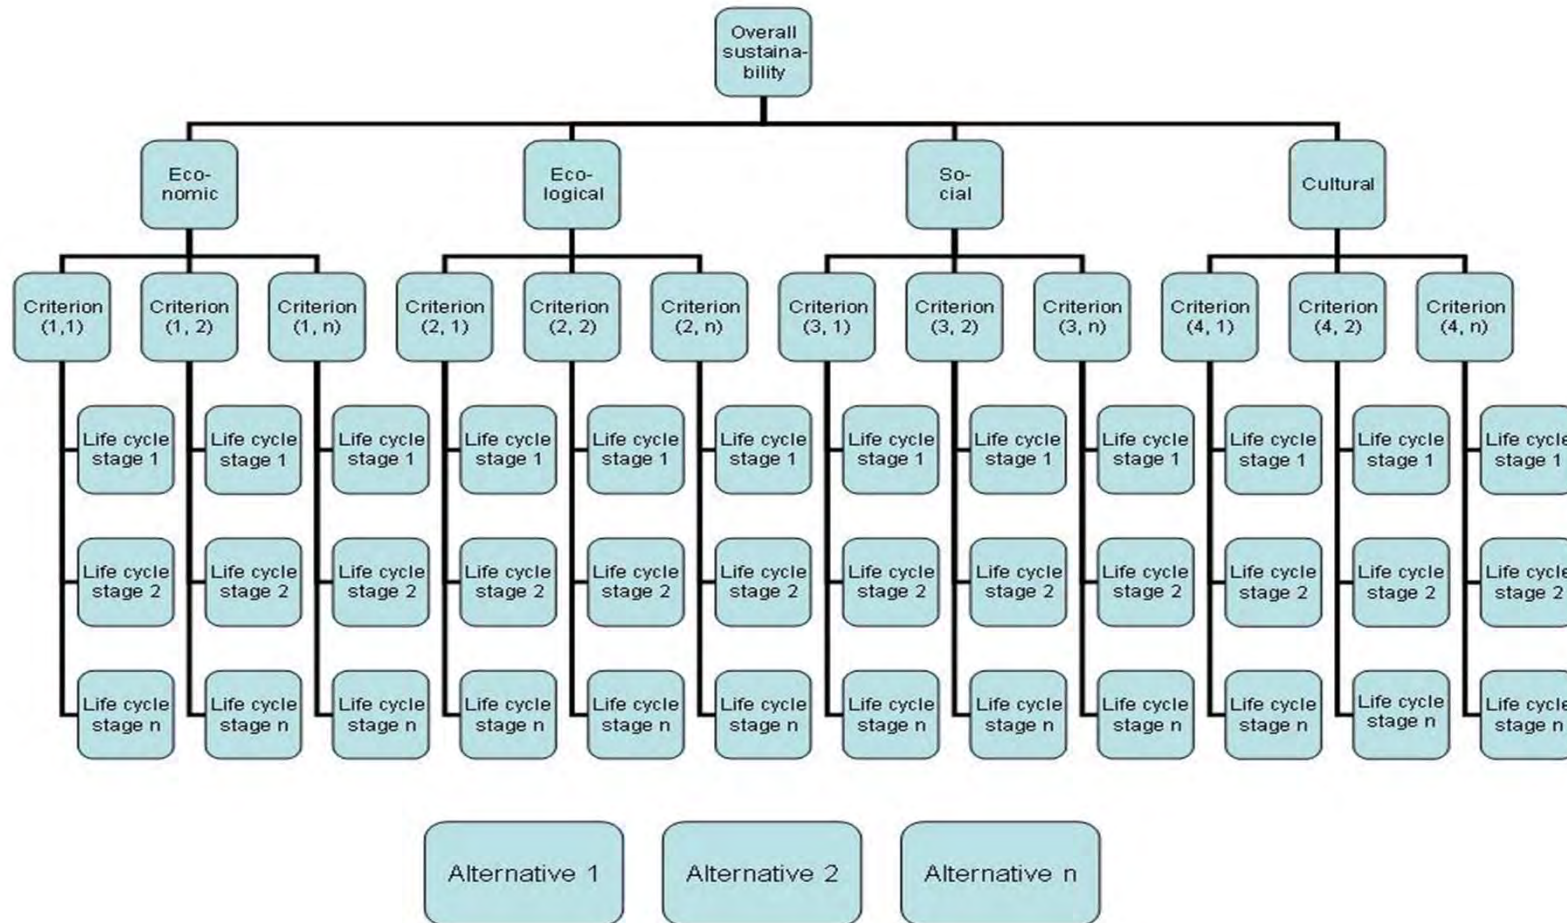 Overall
sustaina-
bility
Eco-
nomic
Eco-
logical
So-
cial
Cultural
Criterion
(1,1)
Criterion
(1, 2)
Criterion
(1, n)
Criterion
(2, 1)
Criterion
(2, 2)
Criterion
(2, n)
Criterion
(3, 1)
Criterion
(3, 2)
Criterion
(3, n)
Criterion
(4, 1)
Criterion
(4, 2)
Criterion
(4, n)
Life cycle
stage 1
Life cycle
stage 1
Life cycle
stage 1
Life cycle
stage 1
Life cycle
stage 1
Life cycle
stage 1
Life cycle
stage 1
Life cycle
stage 1
Life cycle
stage 1
Life cycle
stage 1
Life cycle
stage 1
Life cycle
stage 1
Life cycle
stage 2
Life cycle
stage 2
Life cycle
stage 2
Life cycle
stage 2
Life cycle
stage 2
Life cycle
stage 2
Life cycle
stage 2
Life cycle
stage 2
Life cycle
stage 2
Life cycle
stage 2
Life cycle
stage 2
Life cycle
stage 2
Life cycle
stage n
Life cycle
stage n
Life cycle
stage n
Life cycle
stage n
Life cycle
stage n
Life cycle
stage n
Life cycle
stage n
Life cycle
stage n
Life cycle
stage n
Life cycle
stage n
Life cycle
stage n
Life cycle
stage n
Alternative 1
Alternative 2
Alternative n